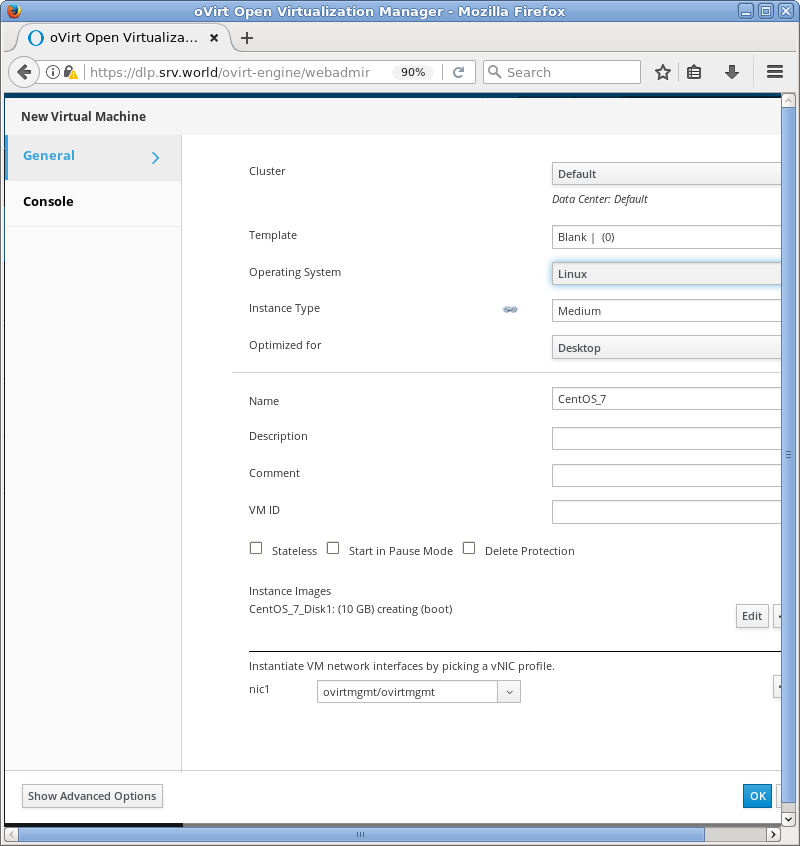 oVirt Open Virtualization Manager - Mozilla Firefox
oVirt Open Virtualiza...
https://dlp.srv.world/ovirt-engine/webadmin
90%
Search
New Virtual Machine
General
Console
Cluster
Default
Data Center: Default
Template
Blank | (0)
Operating System
Linux
Instance Type
Medium
Optimized for
Desktop
Name
CentOS_7
Description
Comment
VM ID
Stateless
Start in Pause Mode
Delete Protection
Instance Images
CentOS_7_Disk1: (10 GB) creating (boot)
Edit
Instantiate VM network interfaces by picking a vNIC profile.
nic1
ovirtmgmt/ovirtmgmt
Show Advanced Options
OK